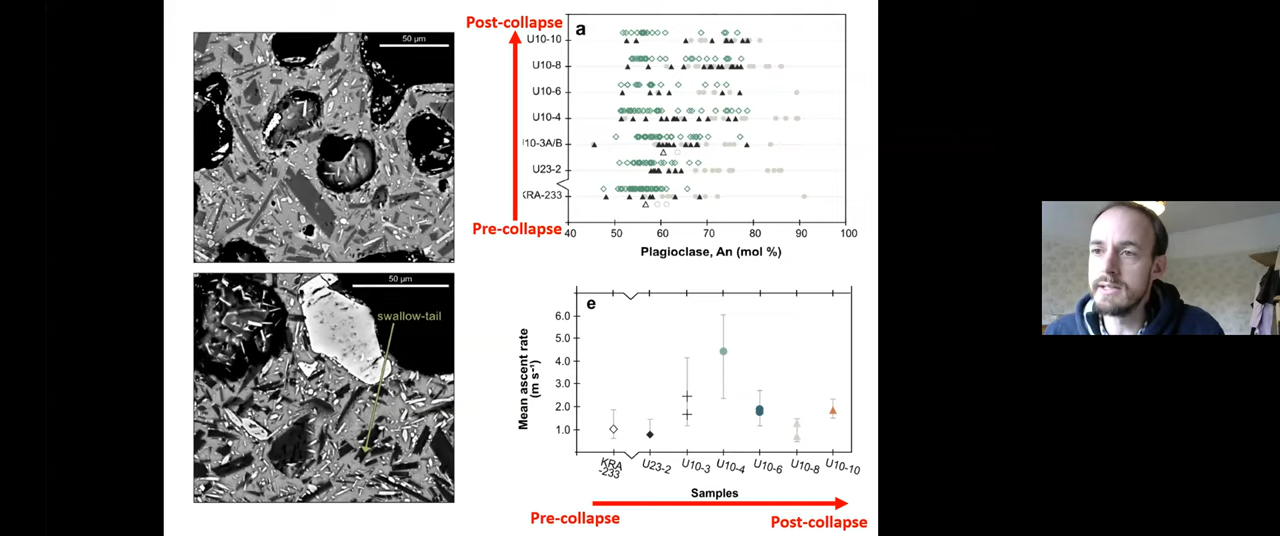 50 μm
50 μm
swallow-tail
Post-collapse
Pre-collapse
a
U10-10
U10-8
U10-6
U10-4
10-3A/B
U23-2
KRA-233
40 50 60 70 80 90 100
Plagioclase, An (mol %)
e
Mean ascent rate
(m s⁻¹)
6.0
5.0
4.0
3.0
2.0
1.0
KRA
-233
U23-2
U10-3
U10-4
U10-6
U10-8
U10-10
Samples
Pre-collapse
Post-collapse